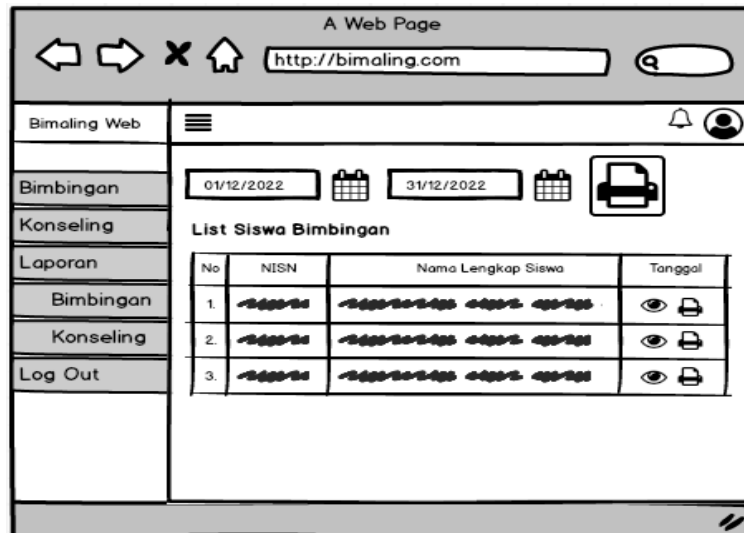 A Web Page
http://bimaling.com
Bimaling Web
Bimbingan
Konseling
Laporan
Bimbingan
Konseling
Log Out
01/12/2022 31/12/2022
List Siswa Bimbingan
No NISN Nama Lengkap Siswa Tanggal
1.
2.
3.